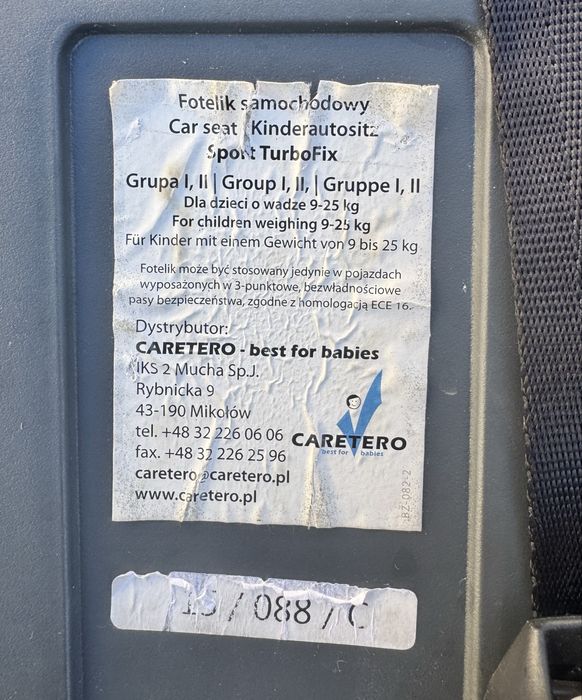 Fotelik samochodowy
Car seat | Kinderautositz
Sport TurboFix
Grupa I, II | Group I, II, | Gruppe I, II
Dla dzieci o wadze 9-25 kg
For children weighing 9-25 kg
Für Kinder mit einem Gewicht von 9 bis 25 kg
Fotelik może być stosowany jedynie w pojazdach
wyposażonych w 3-punktowe, bezwładnościowe
pasy bezpieczeństwa, zgodne z homologacją ECE 16.
Dystrybutor:
CARETERO - best for babies
IKS 2 Mucha Sp.J.
Rybnicka 9
43-190 Mikołów
tel. +48 32 226 06 06
fax. +48 32 226 25 96
caretero@caretero.pl
www.caretero.pl
CARETERO
best for babies
BZ-082-2
/ 088 / C